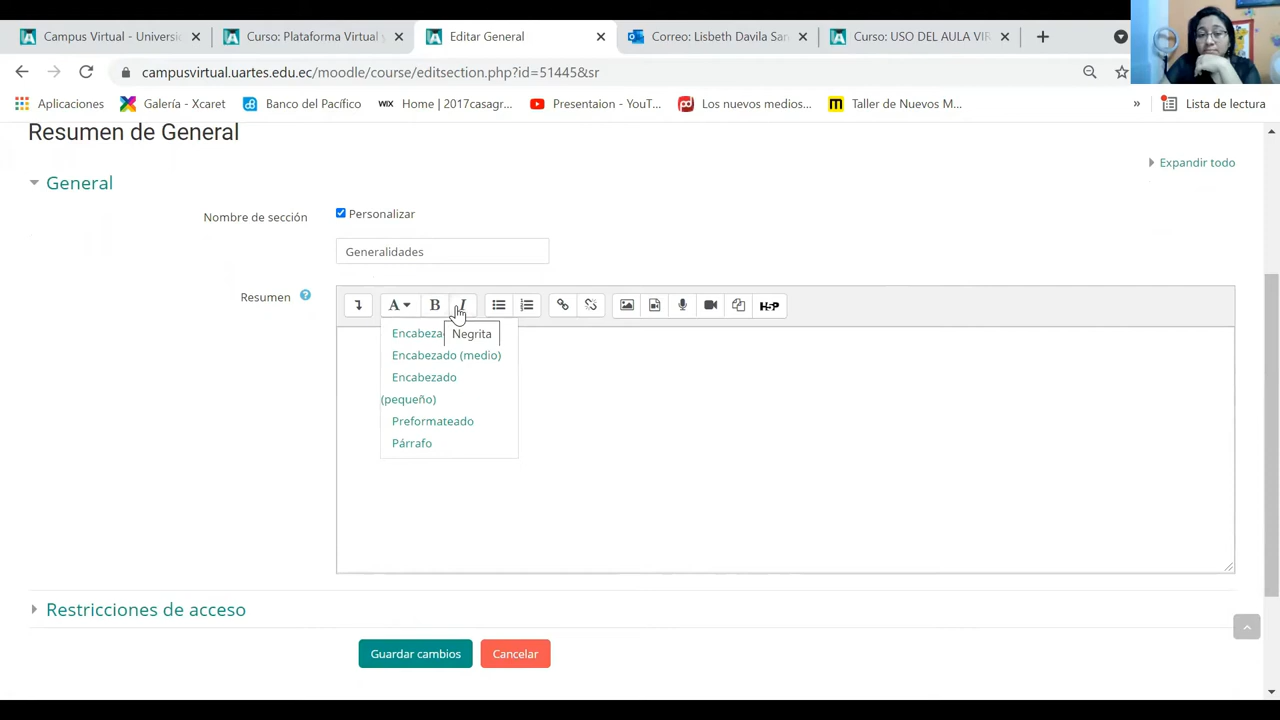 Campus Virtual - Universi
Curso: Plataforma Virtual y
Editar General
Correo: Lisbeth Davila San
Curso: USO DEL AULA VIR
campusvirtual.uartes.edu.ec/moodle/course/editsection.php?id=51445&sr
Aplicaciones
Galería - Xcaret
Banco del Pacífico
WIX Home | 2017casagr...
Presentaion - YouT...
Los nuevos medios...
Taller de Nuevos M...
»
Lista de lectura
Resumen de General
Expandir todo
General
Nombre de sección
Personalizar
Generalidades
Resumen
A B I
H-P
Encabeza
Negrita
Encabezado (medio)
Encabezado
(pequeño)
Preformateado
Párrafo
Restricciones de acceso
Guardar cambios
Cancelar